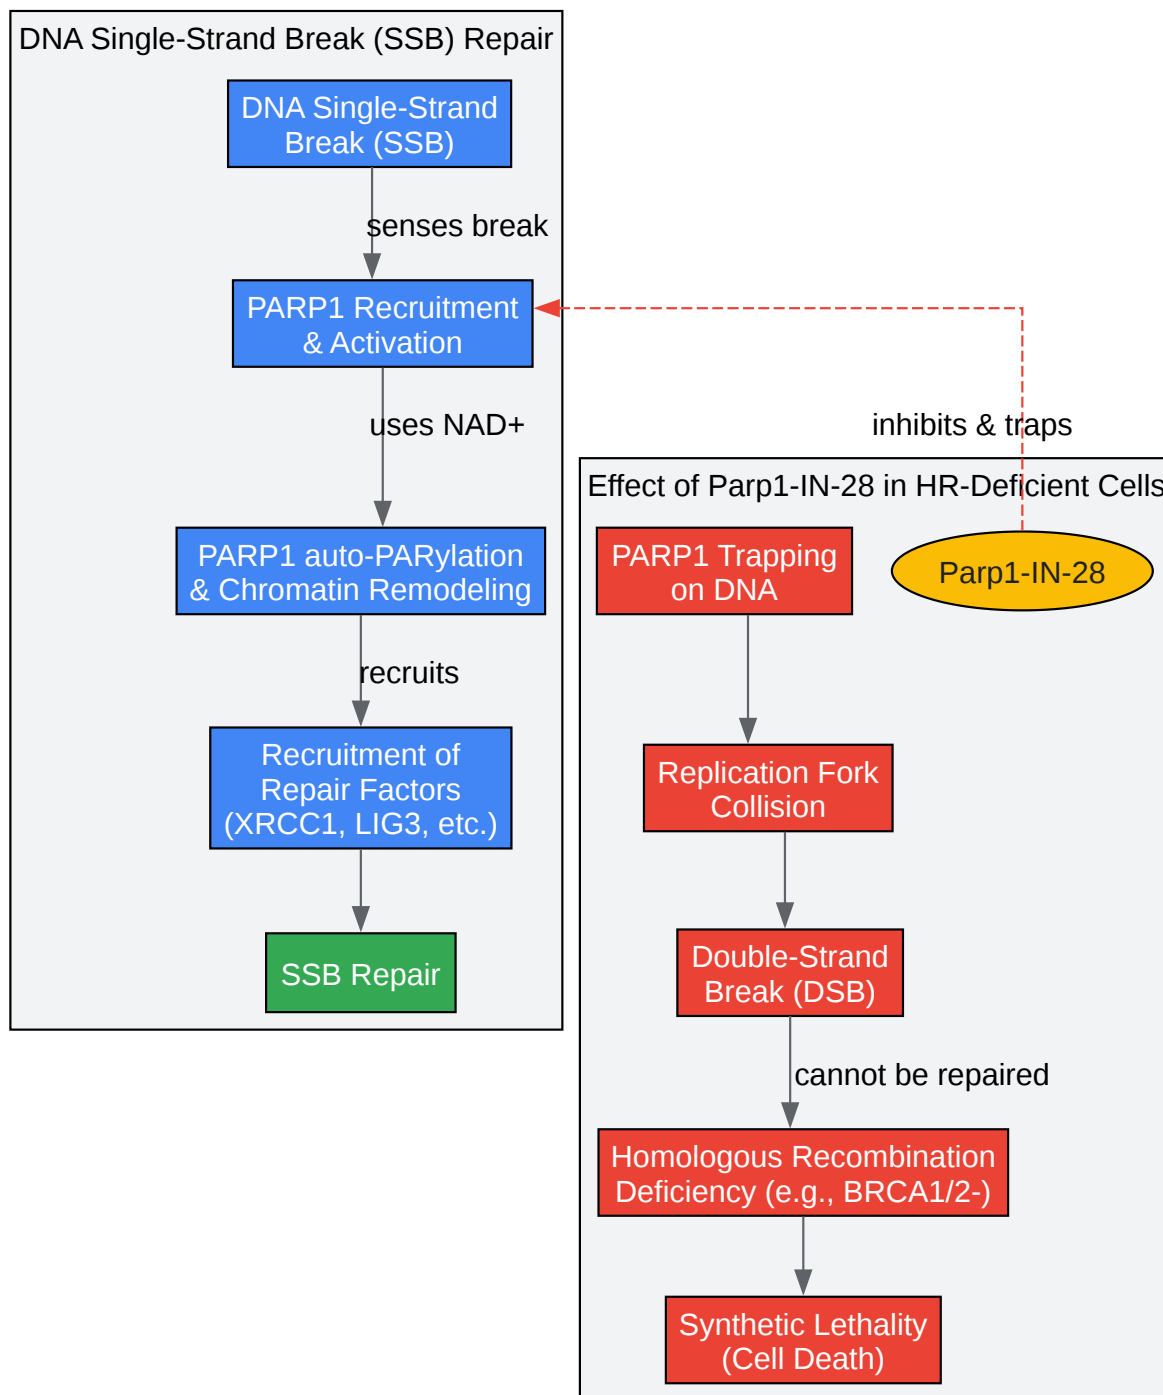 DNA Single-Strand Break (SSB) Repair
DNA Single-Strand
Break (SSB)
senses break
PARP1 Recruitment
& Activation
uses NAD+
PARP1 auto-PARylation
& Chromatin Remodeling
recruits
Recruitment of
Repair Factors
(XRCC1, LIG3, etc.)
SSB Repair
inhibits & traps
Effect of Parp1-IN-28 in HR-Deficient Cells
PARP1 Trapping
on DNA
Parp1-IN-28
Replication Fork
Collision
Double-Strand
Break (DSB)
cannot be repaired
Homologous Recombination
Deficiency (e.g., BRCA1/2-)
Synthetic Lethality
(Cell Death)